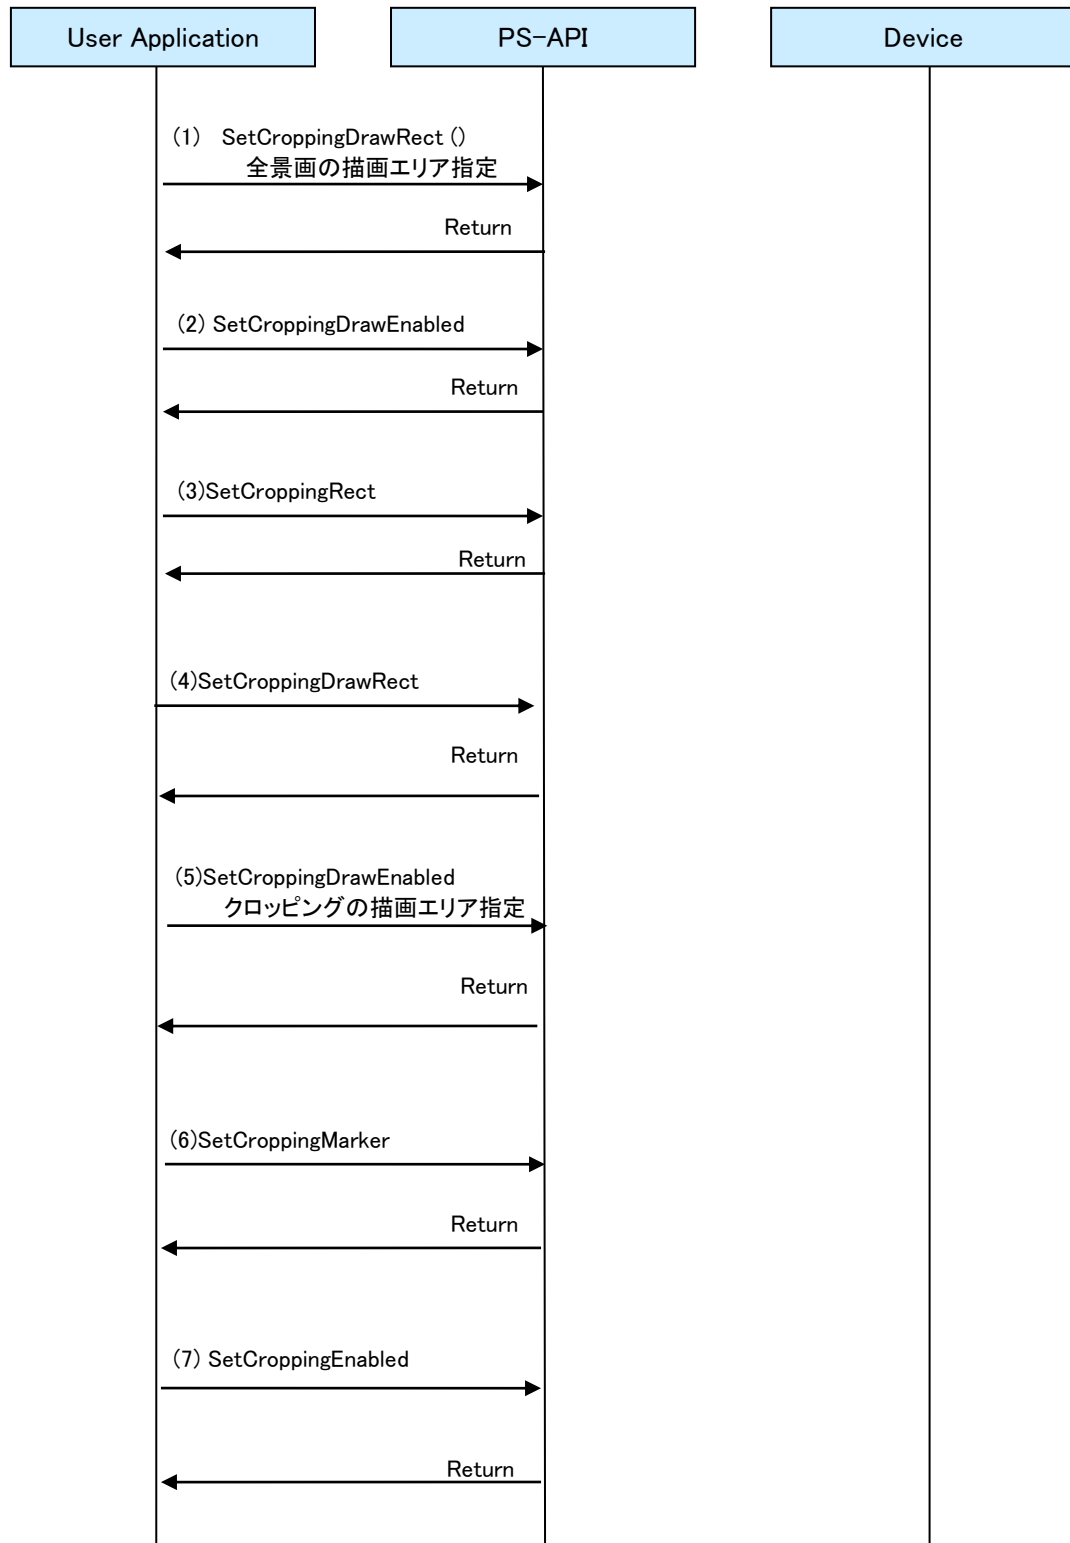 User Application
PS-API
Device
(1) SetCroppingDrawRect ()
全景画の描画エリア指定
Return
(2) SetCroppingDrawEnabled
Return
(3)SetCroppingRect
Return
(4)SetCroppingDrawRect
Return
(5)SetCroppingDrawEnabled
クロッピングの描画エリア指定
Return
(6)SetCroppingMarker
Return
(7) SetCroppingEnabled
Return